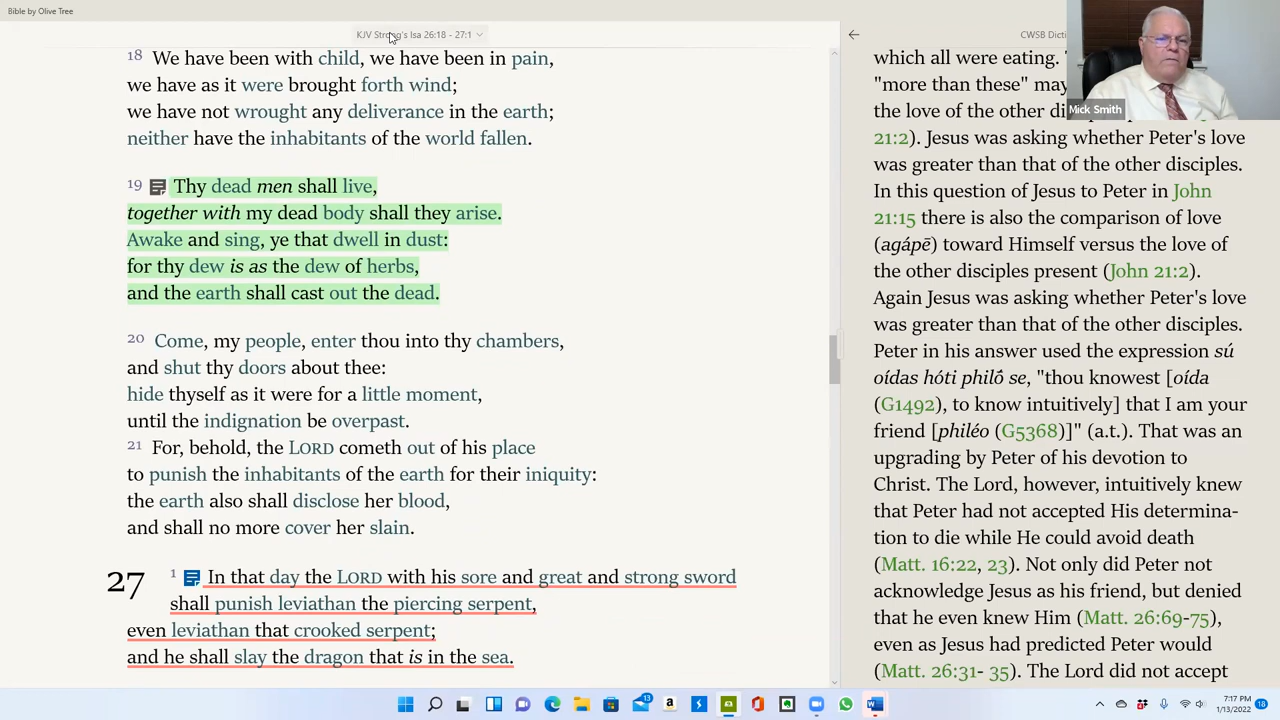 Bible by Olive Tree
KJV Strong's Isa 26:18 - 27:1
18 We have been with child, we have been in pain,
we have as it were brought forth wind;
we have not wrought any deliverance in the earth;
neither have the inhabitants of the world fallen.
19 Thy dead men shall live,
together with my dead body shall they arise.
Awake and sing, ye that dwell in dust:
for thy dew is as the dew of herbs,
and the earth shall cast out the dead.
20 Come, my people, enter thou into thy chambers,
and shut thy doors about thee:
hide thyself as it were for a little moment,
until the indignation be overpast.
21 For, behold, the LORD cometh out of his place
to punish the inhabitants of the earth for their iniquity:
the earth also shall disclose her blood,
and shall no more cover her slain.
27 1 In that day the LORD with his sore and great and strong sword
shall punish leviathan the piercing serpent,
even leviathan that crooked serpent;
and he shall slay the dragon that is in the sea.
CWSB Dicti
which all were eating.
"more than these" may
the love of the other
21:2). Jesus was asking whether Peter's love
was greater than that of the other disciples.
In this question of Jesus to Peter in John
21:15 there is also the comparison of love
(agápē) toward Himself versus the love of
the other disciples present (John 21:2).
Again Jesus was asking whether Peter's love
was greater than that of the other disciples.
Peter in his answer used the expression sú
oídas hóti philṓ se, "thou knowest [oída
(G1492), to know intuitively] that I am your
friend [philéo (G5368)]" (a.t.). That was an
upgrading by Peter of his devotion to
Christ. The Lord, however, intuitively knew
that Peter had not accepted His determina-
tion to die while He could avoid death
(Matt. 16:22, 23). Not only did Peter not
acknowledge Jesus as his friend, but denied
that he even knew Him (Matt. 26:69-75),
even as Jesus had predicted Peter would
(Matt. 26:31- 35). The Lord did not accept
Mick Smith
13
7:17 PM
1/13/2022
18